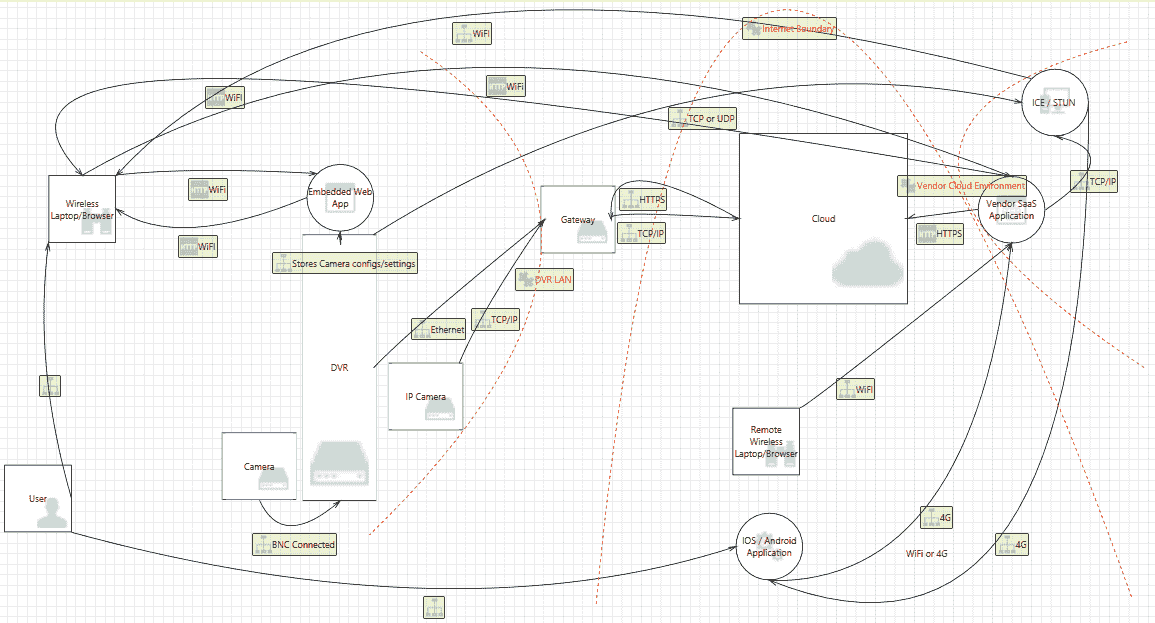 WiFI
Internet Boundary
WiFi
WiFI
ICE / STUN
TCP or UDP
TCP/IP
Vendor Cloud Environment
WiFi
Embedded Web
App
Wireless
Laptop/Browser
HTTPS
Gateway
Cloud
Vendor SaaS
Application
TCP/IP
HTTPS
WiFI
Stores Camera configs/settings
DVR LAN
TCP/IP
Ethernet
DVR
IP Camera
WiFI
Remote
Wireless
Laptop/Browser
Camera
User
4G
BNC Connected
IOS / Android
Application
WiFi or 4G
4G